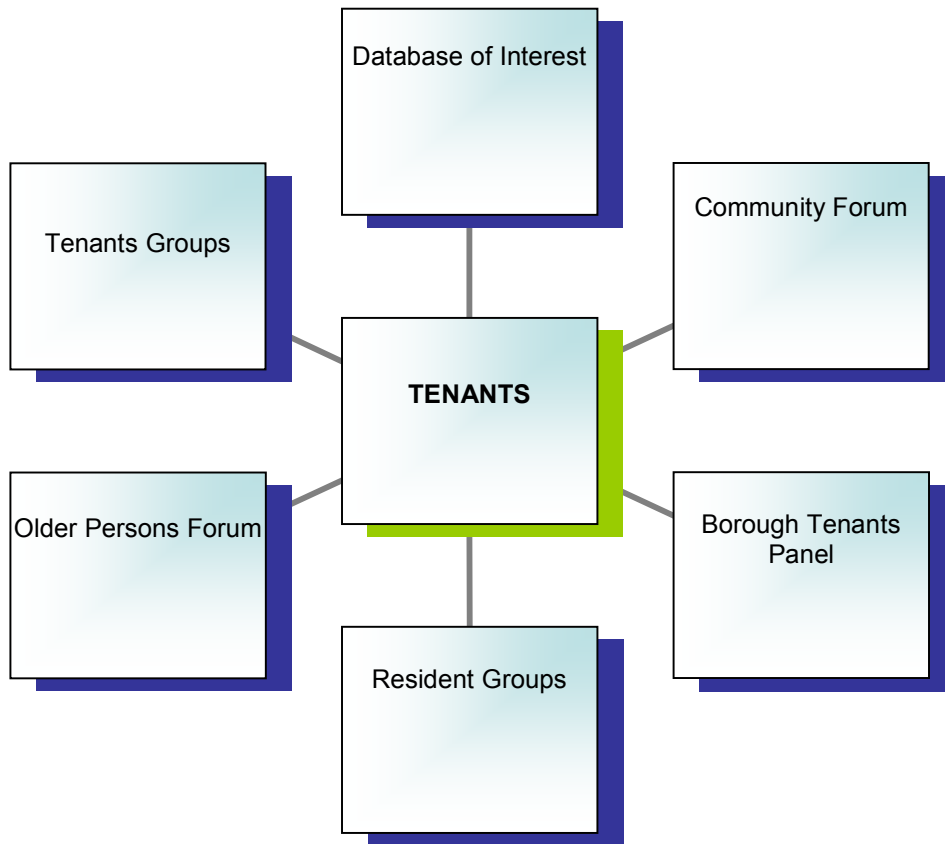 Database of Interest
Tenants Groups
Community Forum
TENANTS
Older Persons Forum
Borough Tenants
Panel
Resident Groups